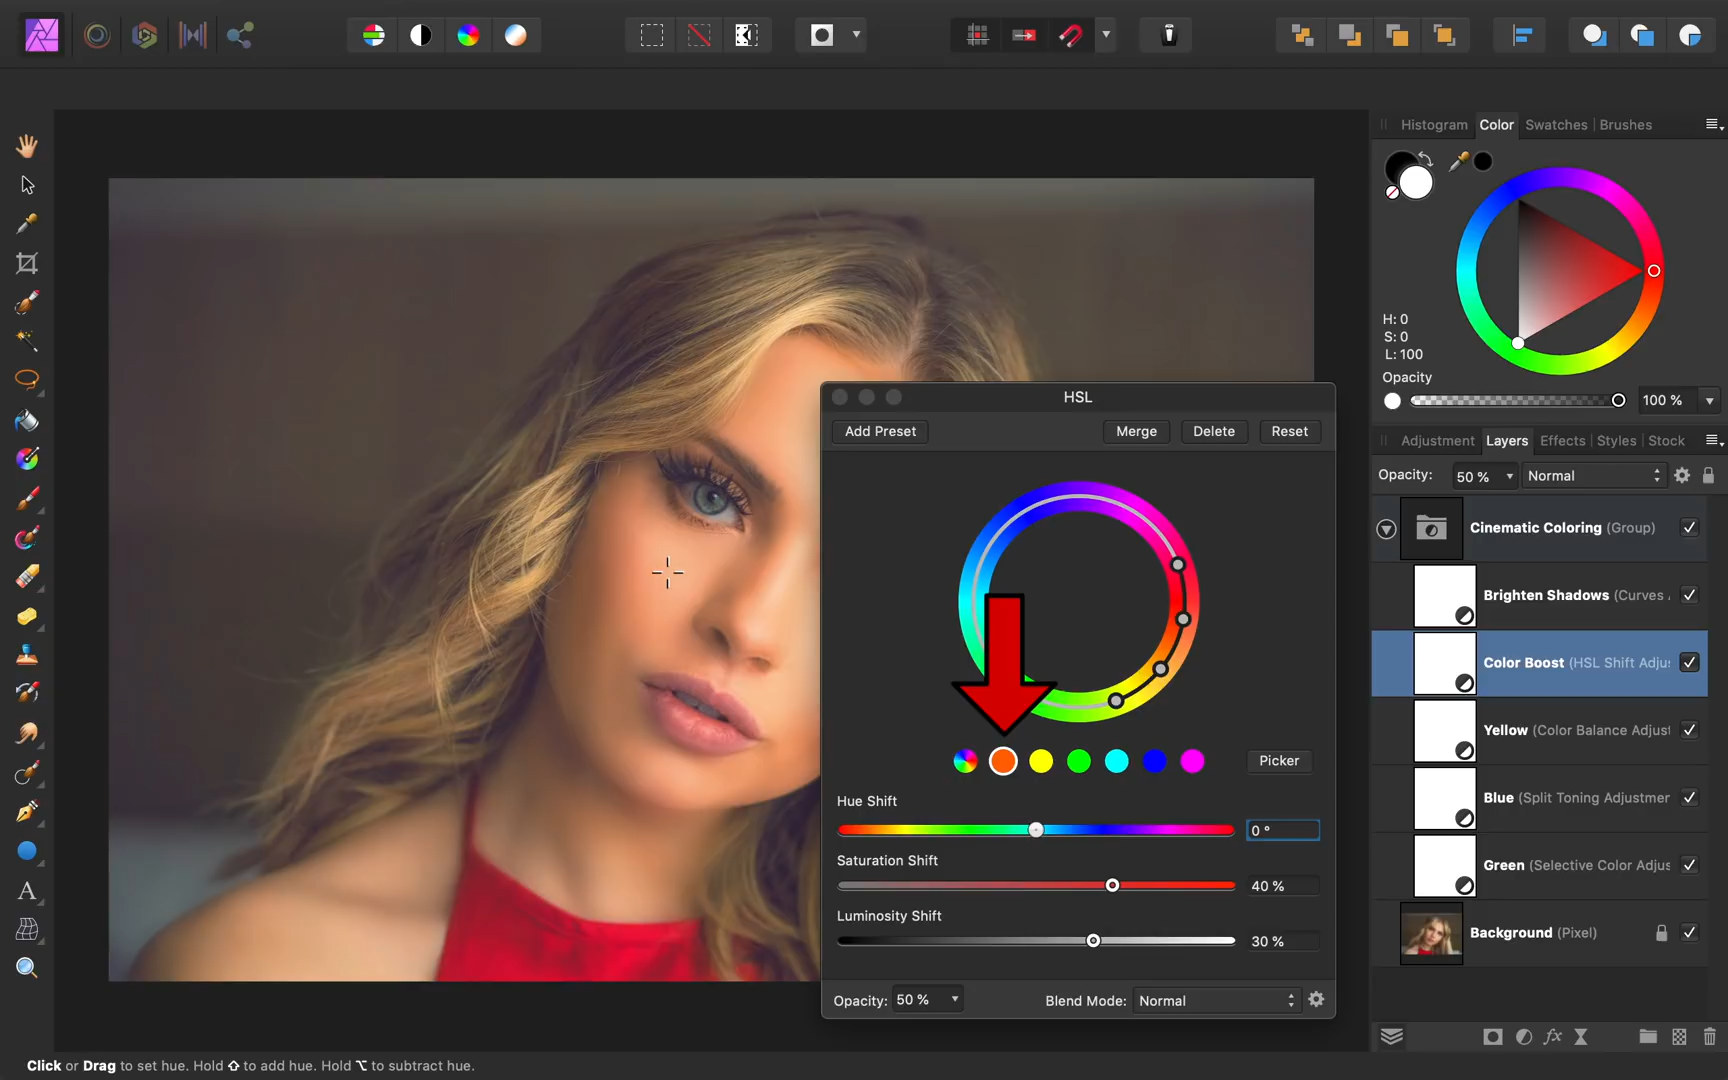 Histogram Color Swatches Brushes
H: 0
S: 0
L: 100
Opacity
100 %
Adjustment Layers Effects Styles Stock
Opacity: 50 % Normal
Cinematic Coloring (Group)
Brighten Shadows (Curves
Color Boost (HSL Shift Adju
Yellow (Color Balance Adjust
Blue (Split Toning Adjustmer
Green (Selective Color Adjus
Background (Pixel)
HSL
Add Preset Merge Delete Reset
Picker
Hue Shift
0 °
Saturation Shift
40 %
Luminosity Shift
30 %
Opacity: 50 % Blend Mode: Normal
A
fx
Click or Drag to set hue. Hold ⇧ to add hue. Hold ⌥ to subtract hue.